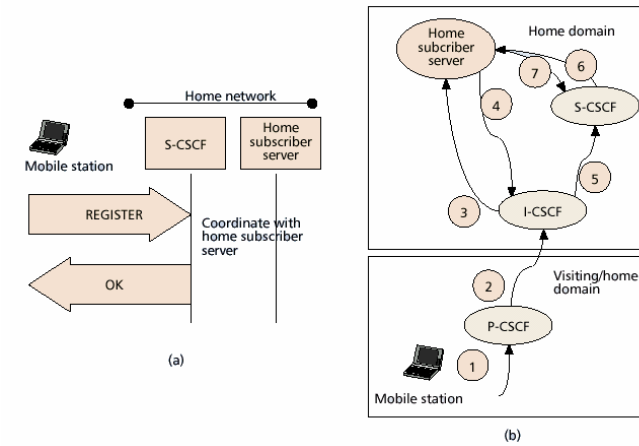 Home network
S-CSCF
Home
subscriber
server
Mobile station
REGISTER
Coordinate with
home subscriber
server
OK
(a)
Home domain
Home
subcriber
server
7
6
4
S-CSCF
3
5
I-CSCF
2
Visiting/home
domain
P-CSCF
1
Mobile station
(b)